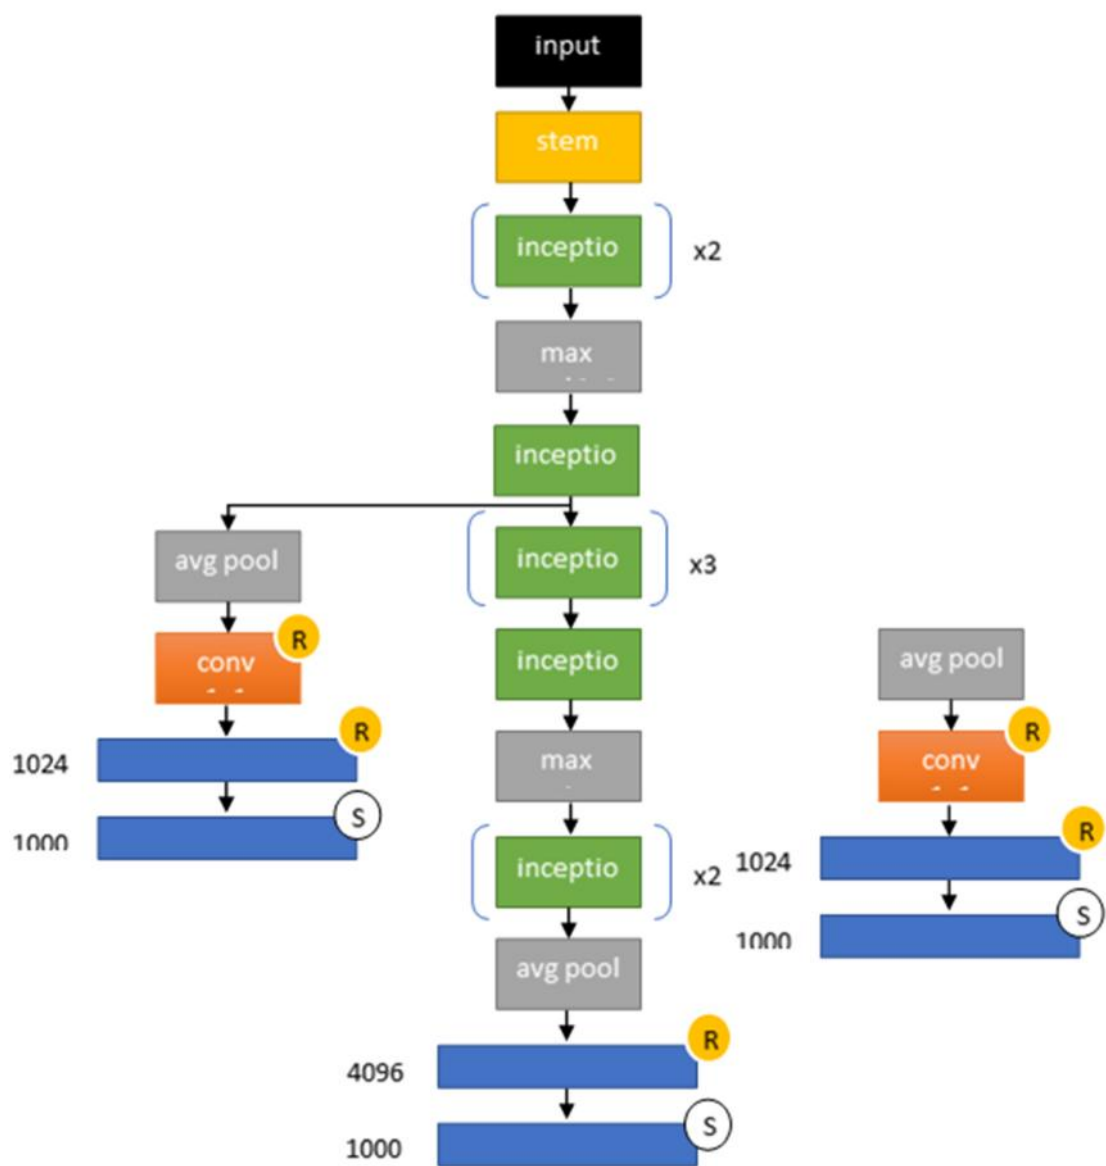 input
stem
inceptio
x2
max
inceptio
inceptio
x3
avg pool
R
conv
R
1024
S
1000
inceptio
max
inceptio
x2
avg pool
R
4096
S
1000
avg pool
R
conv
R
1024
S
1000